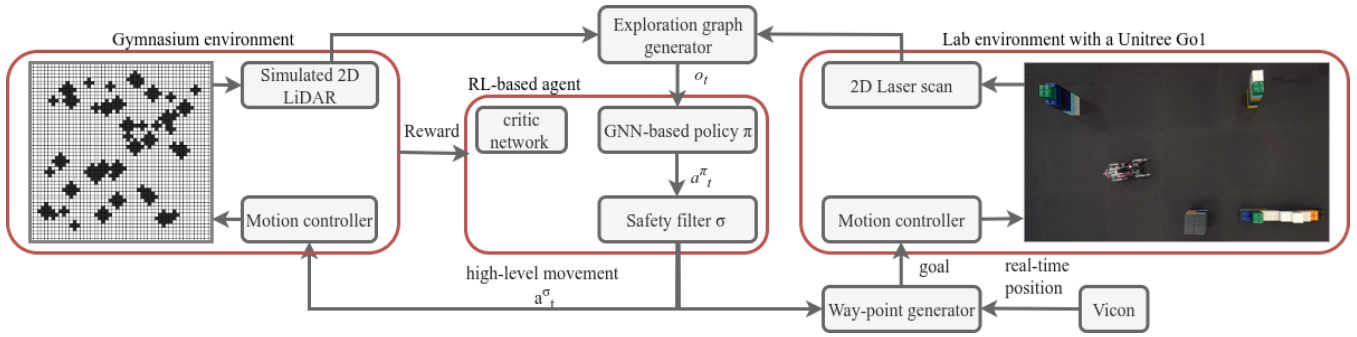 Gymnasium environment
Exploration graph
generator
Lab environment with a Unitree Go1
Simulated 2D
LiDAR
RL-based agent
o_t
2D Laser scan
Reward
critic
network
GNN-based policy π
a^π_t
Motion controller
Safety filter σ
Motion controller
high-level movement
a^σ_t
goal
real-time
position
Way-point generator
Vicon